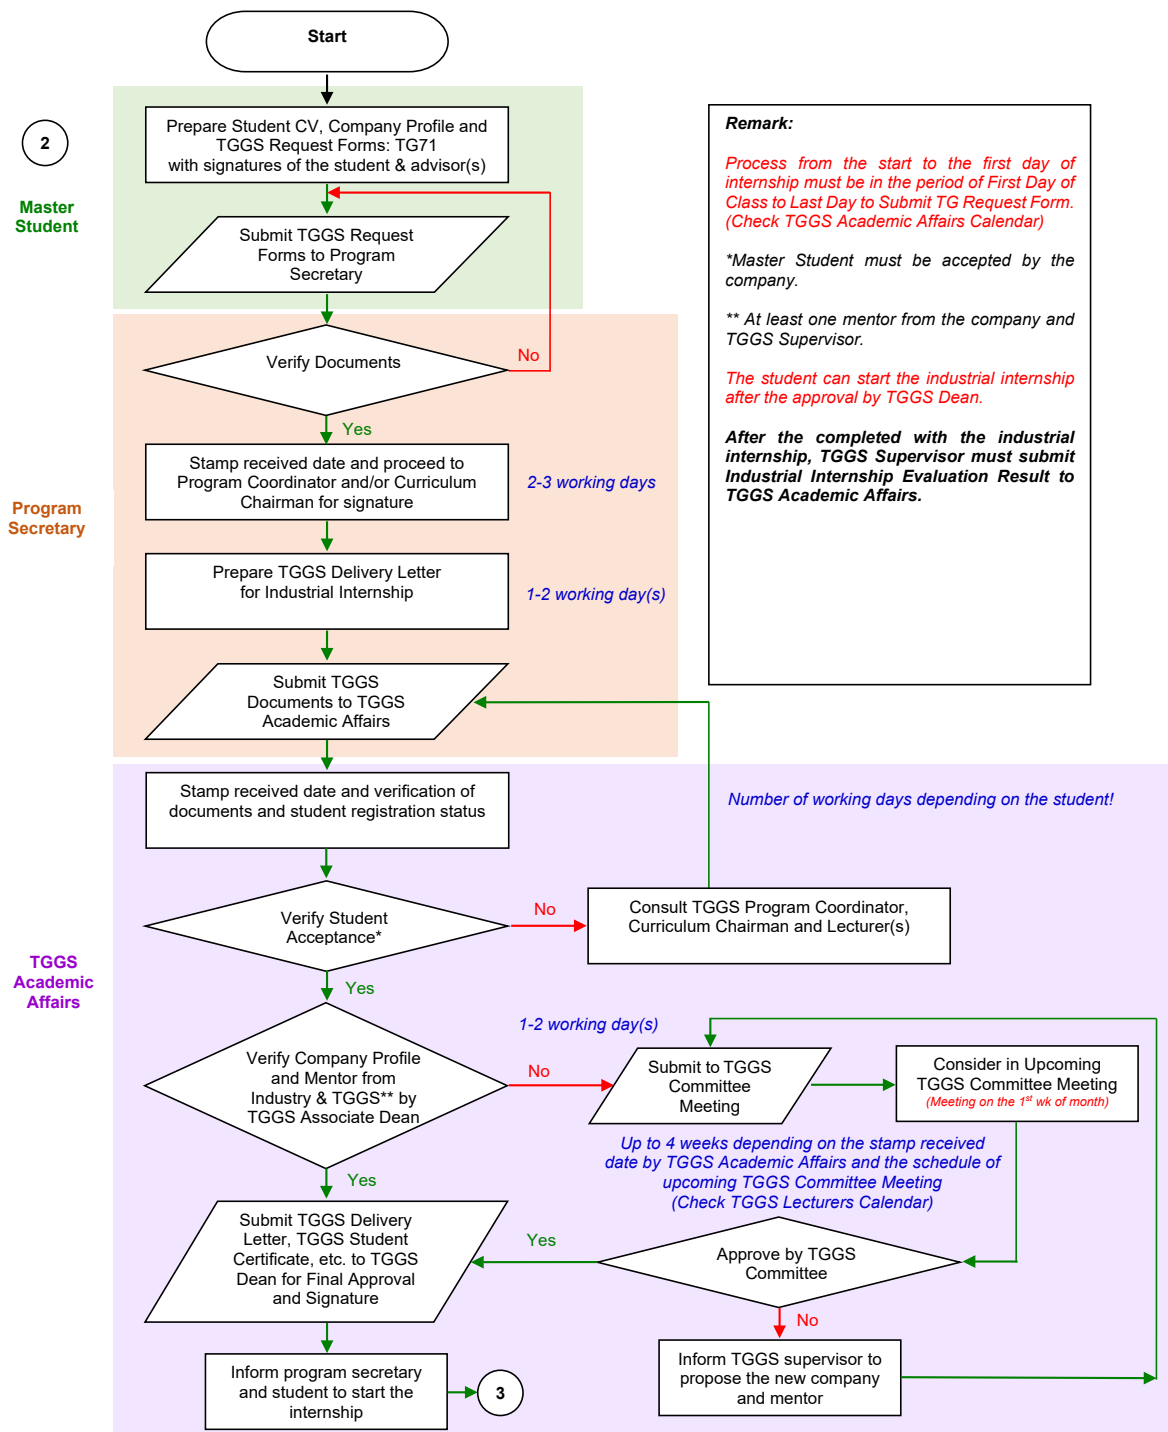 Start
2
Master
Student
Prepare Student CV, Company Profile and
TGGS Request Forms: TG71
with signatures of the student & advisor(s)
Submit TGGS Request
Forms to Program
Secretary
Remark:
Process from the start to the first day of
internship must be in the period of First Day of
Class to Last Day to Submit TG Request Form.
(Check TGGS Academic Affairs Calendar)
*Master Student must be accepted by the
company.
** At least one mentor from the company and
TGGS Supervisor.
The student can start the industrial internship
after the approval by TGGS Dean.
After the completed with the industrial
internship, TGGS Supervisor must submit
Industrial Internship Evaluation Result to
TGGS Academic Affairs.
Program
Secretary
Verify Documents
No
Yes
Stamp received date and proceed to
Program Coordinator and/or Curriculum
Chairman for signature
2-3 working days
Prepare TGGS Delivery Letter
for Industrial Internship
1-2 working day(s)
Submit TGGS
Documents to TGGS
Academic Affairs
TGGS
Academic
Affairs
Stamp received date and verification of
documents and student registration status
Number of working days depending on the student!
Verify Student
Acceptance*
No
Consult TGGS Program Coordinator,
Curriculum Chairman and Lecturer(s)
Yes
Verify Company Profile
and Mentor from
Industry & TGGS** by
TGGS Associate Dean
1-2 working day(s)
No
Submit to TGGS
Committee
Meeting
Consider in Upcoming
TGGS Committee Meeting
(Meeting on the 1st wk of month)
Up to 4 weeks depending on the stamp received
date by TGGS Academic Affairs and the schedule of
upcoming TGGS Committee Meeting
(Check TGGS Lecturers Calendar)
Yes
Submit TGGS Delivery
Letter, TGGS Student
Certificate, etc. to TGGS
Dean for Final Approval
and Signature
Yes
Approve by TGGS
Committee
No
Inform TGGS supervisor to
propose the new company
and mentor
Inform program secretary
and student to start the
internship
3